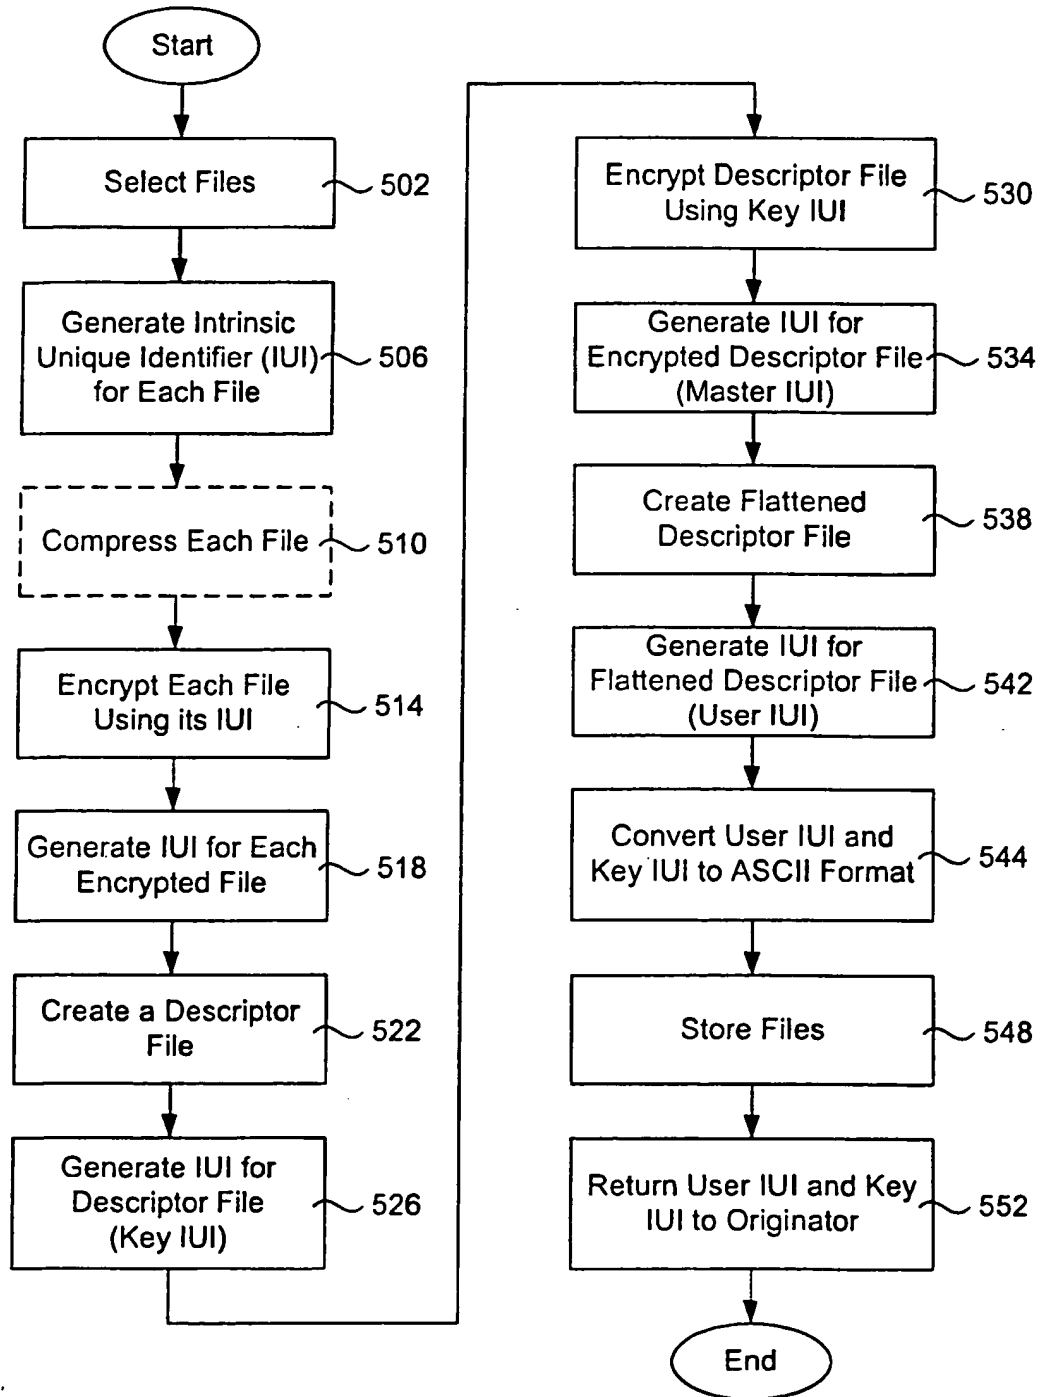 Start
Select Files
502
Generate Intrinsic
Unique Identifier (IUI)
for Each File
506
Compress Each File
510
Encrypt Each File
Using its IUI
514
Generate IUI for Each
Encrypted File
518
Create a Descriptor
File
522
Generate IUI for
Descriptor File
(Key IUI)
526
Encrypt Descriptor File
Using Key IUI
530
Generate IUI for
Encrypted Descriptor File
(Master IUI)
534
Create Flattened
Descriptor File
538
Generate IUI for
Flattened Descriptor File
(User IUI)
542
Convert User IUI and
Key IUI to ASCII Format
544
Store Files
548
Return User IUI and Key
IUI to Originator
552
End